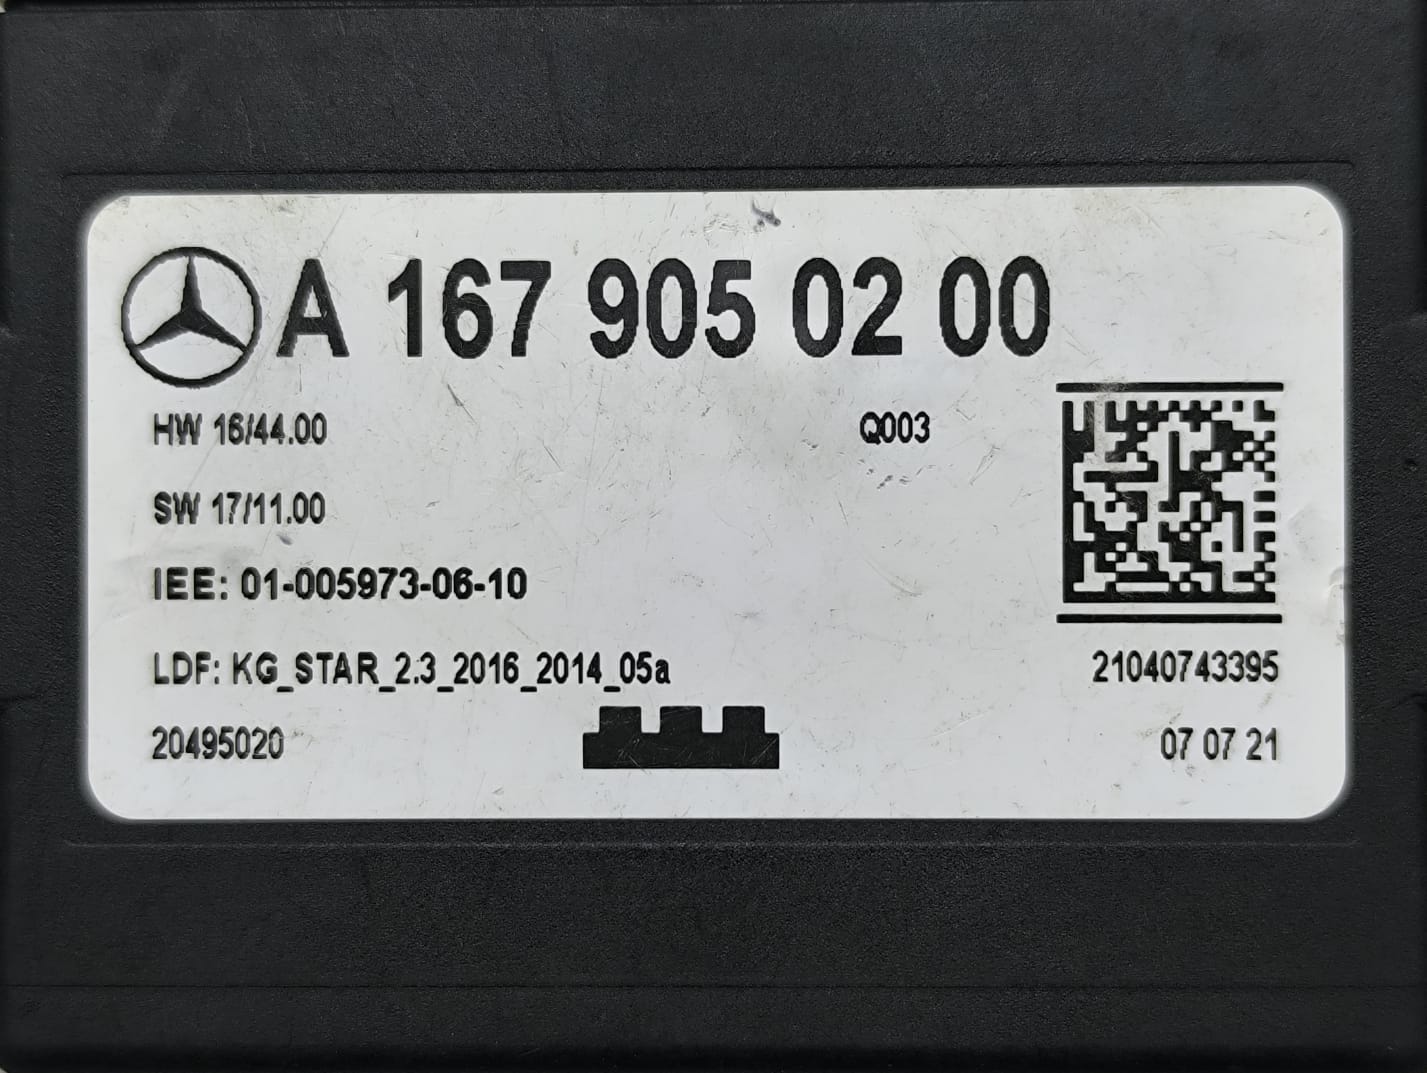 A 167 905 02 00
HW 16/44.00
Q003
SW 17/11.00
IEE: 01-005973-06-10
LDF: KG_STAR_2.3_2016_2014_05a
21040743395
20495020
07 07 21